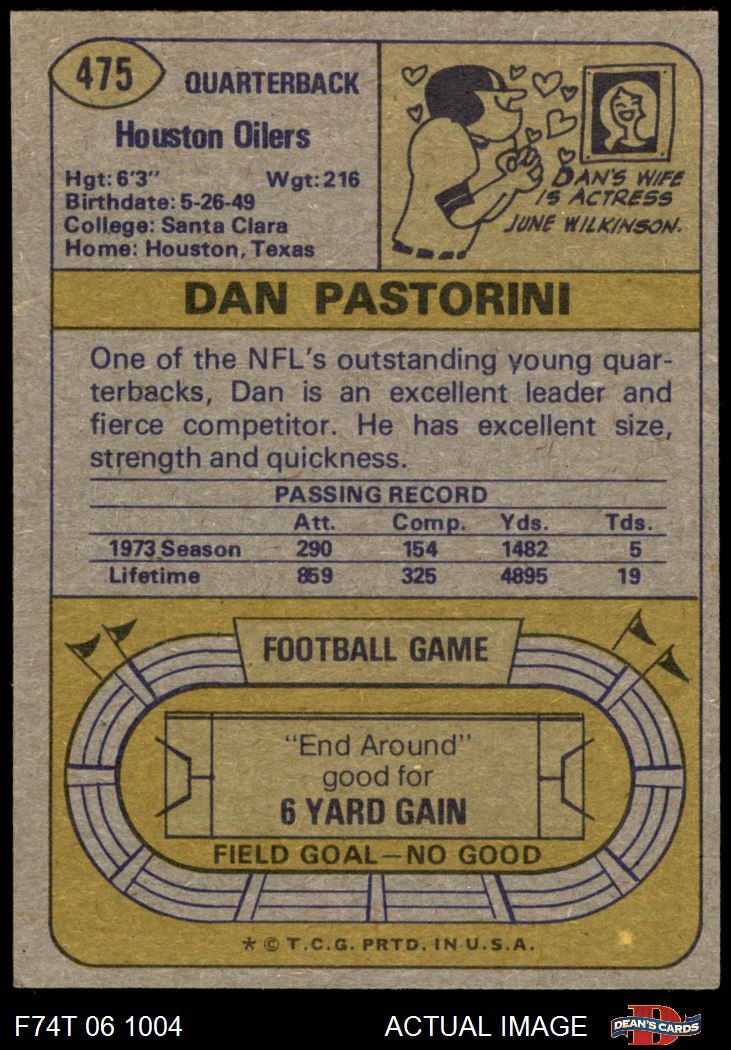 475
QUARTERBACK
Houston Oilers
Hgt: 6'3" Wgt: 216
Birthdate: 5-26-49
College: Santa Clara
Home: Houston, Texas
DAN'S WIFE
IS ACTRESS
JUNE WILKINSON.
DAN PASTORINI
One of the NFL's outstanding young quar-
terbacks, Dan is an excellent leader and
fierce competitor. He has excellent size,
strength and quickness.
PASSING RECORD
Att. Comp. Yds. Tds.
1973 Season 290 154 1482 5
Lifetime 859 325 4895 19
FOOTBALL GAME
"End Around"
good for
6 YARD GAIN
FIELD GOAL—NO GOOD
* © T.C.G. PRTD. IN U.S.A.
F74T 06 1004 ACTUAL IMAGE
D
DEAN'S CARDS